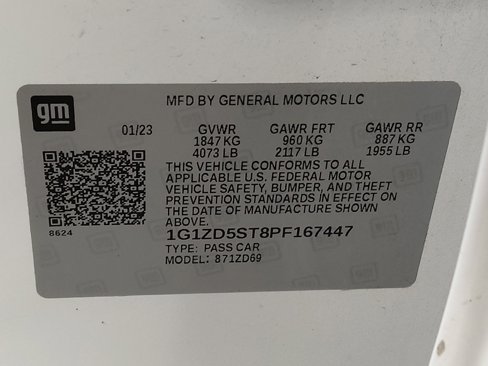 gm
MFD BY GENERAL MOTORS LLC
01/23 GVWR GAWR FRT GAWR RR
1847 KG 960 KG 887 KG
4073 LB 2117 LB 1955 LB
THIS VEHICLE CONFORMS TO ALL
APPLICABLE U.S. FEDERAL MOTOR
VEHICLE SAFETY, BUMPER, AND THEFT
PREVENTION STANDARDS IN EFFECT ON
THE DATE OF MANUFACTURE SHOWN
ABOVE.
8624
1G1ZD5ST8PF167447
TYPE: PASS CAR
MODEL: 871ZD69